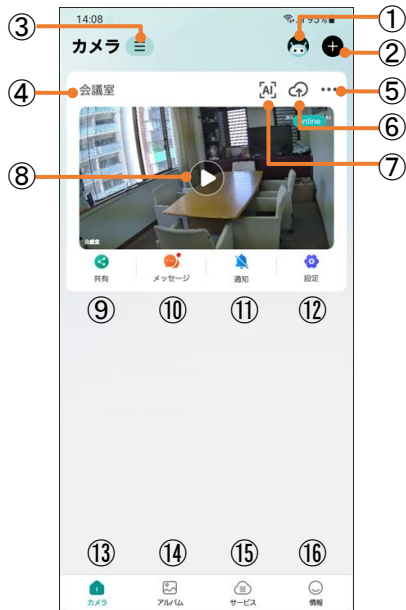 14:08
95%
①
②
③
カメラ
④
会議室
[AI]
⑤
⑥
⑦
online
⑧
会議室
共有
メッセージ
通知
設定
⑨
⑩
⑪
⑫
⑬
⑭
⑮
⑯
カメラ
アルバム
サービス
情報